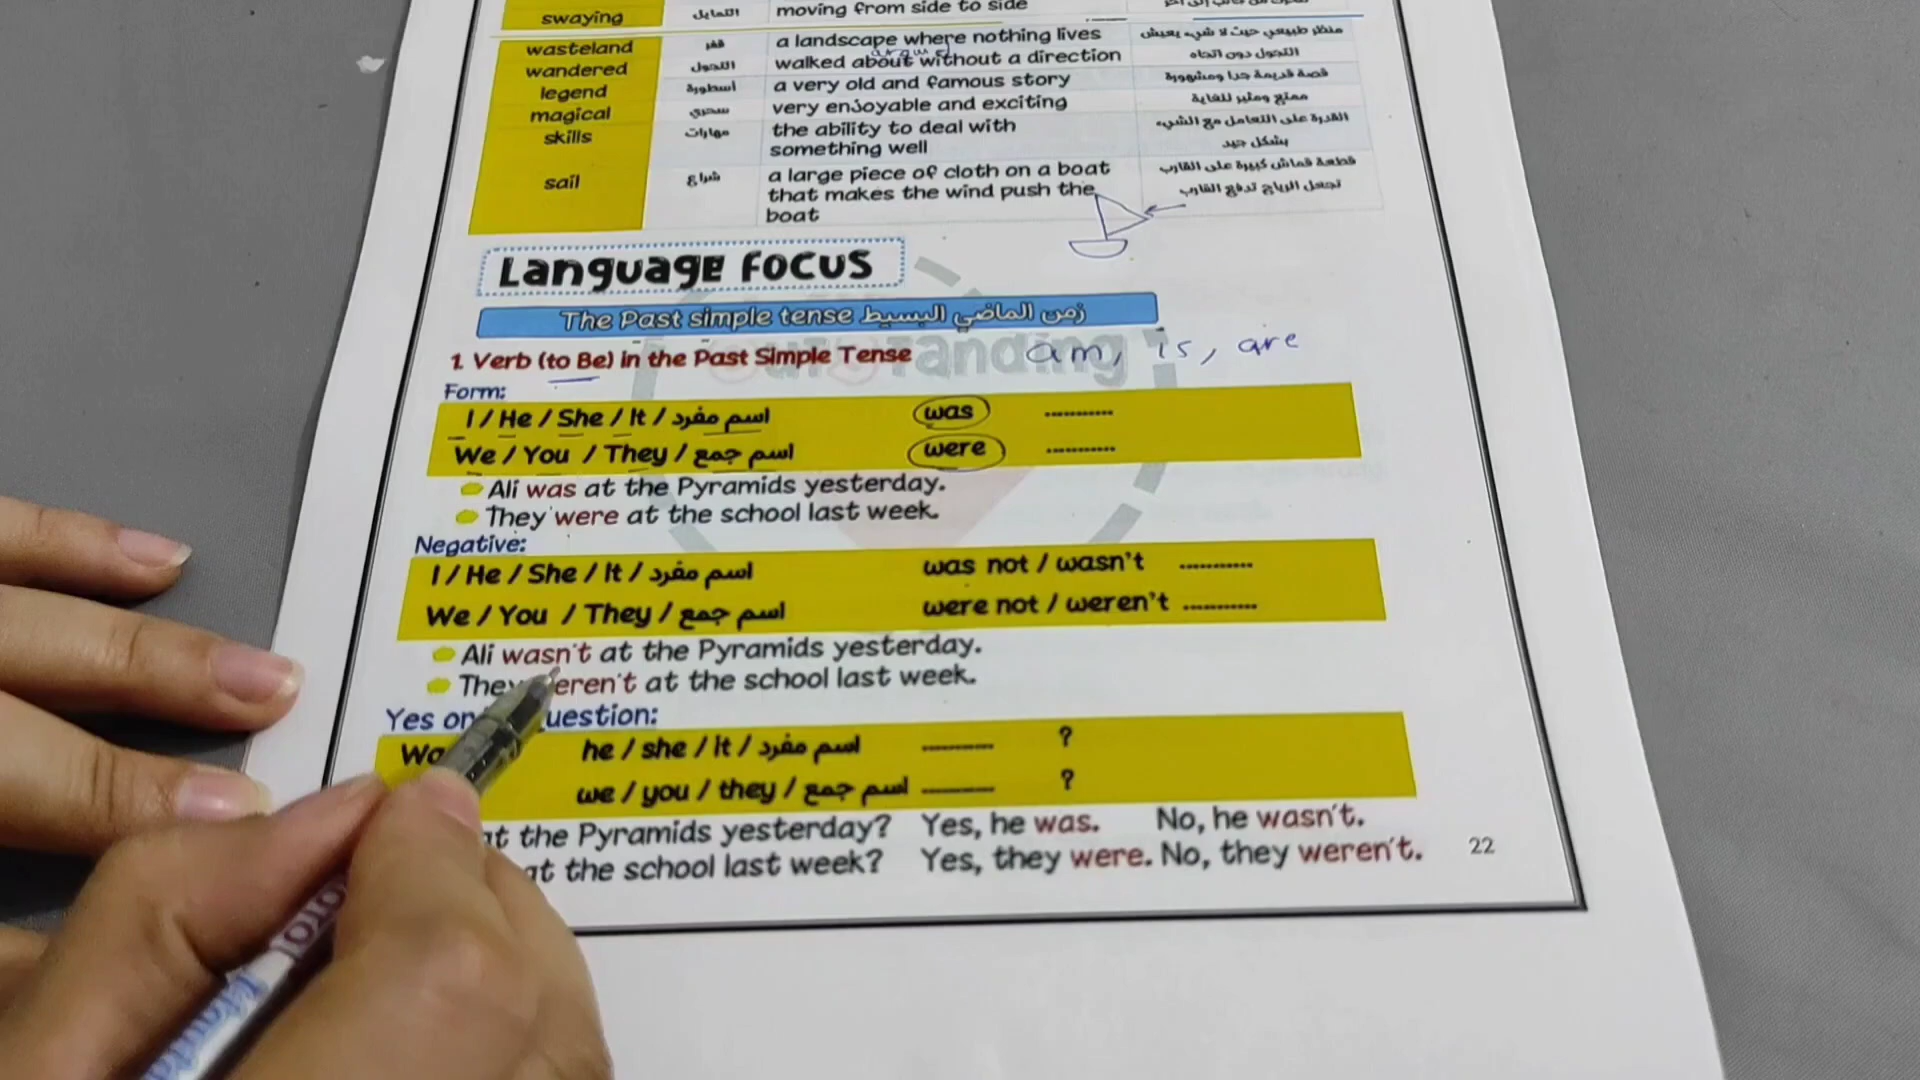 swaying التمايل moving from side to side
wasteland قفر a landscape where nothing lives منظر طبيعي حيث لا شيء يعيش
wandered التجول walked about without a direction التجول دون اتجاه
legend اسطورة a very old and famous story قصة قديمة جدا ومشهورة
magical سحري very enjoyable and exciting ممتع ومثير للغاية
skills مهارات the ability to deal with something well القدرة على التعامل مع الشيء بشكل جيد
sail شراع a large piece of cloth on a boat that makes the wind push the boat قطعة قماش كبيرة على القارب تجعل الرياح تدفع القارب
Language Focus
The Past simple tense زمن الماضي البسيط
1. Verb (to Be) in the Past Simple Tense am, is, are
Form:
I / He / She / It / اسم مفرد was ...........
We / You / They / اسم جمع were ...........
Ali was at the Pyramids yesterday.
They were at the school last week.
Negative:
I / He / She / It / اسم مفرد was not / wasn't ...........
We / You / They / اسم جمع were not / weren't ...........
Ali wasn't at the Pyramids yesterday.
They weren't at the school last week.
Yes or uestion:
he / she / it / اسم مفرد ........... ?
we / you / they / اسم جمع ........... ?
at the Pyramids yesterday? Yes, he was. No, he wasn't.
at the school last week? Yes, they were. No, they weren't.
22